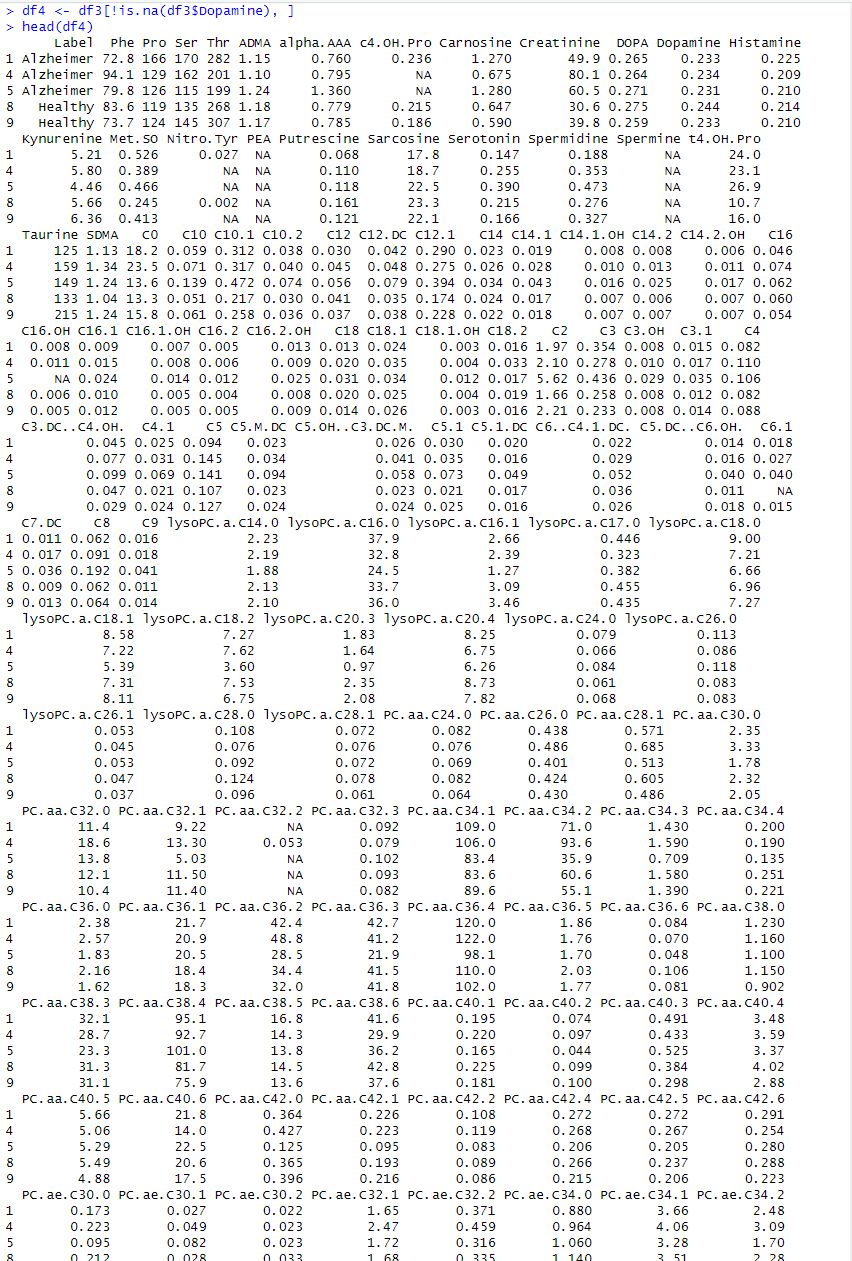 > df4 <- df3[!is.na(df3$Dopamine), ]
> head(df4)
Label Phe Pro Ser Thr ADMA alpha.AAA c4.OH.Pro Carnosine Creatinine DOPA Dopamine Histamine
1 Alzheimer 72.8 166 170 282 1.15 0.760 0.236 1.270 49.9 0.265 0.233 0.225
4 Alzheimer 94.1 129 162 201 1.10 0.795 NA 0.675 80.1 0.264 0.234 0.209
5 Alzheimer 79.8 126 115 199 1.24 1.360 NA 1.280 60.5 0.271 0.231 0.210
8 Healthy 83.6 119 135 268 1.18 0.779 0.215 0.647 30.6 0.275 0.244 0.214
9 Healthy 73.7 124 145 307 1.17 0.785 0.186 0.590 39.8 0.259 0.233 0.210
Kynurenine Met.SO Nitro.Tyr PEA Putrescine Sarcosine Serotonin Spermidine Spermine t4.OH.Pro
1 5.21 0.526 0.027 NA 0.068 17.8 0.147 0.188 NA 24.0
4 5.80 0.389 NA NA 0.110 18.7 0.255 0.353 NA 23.1
5 4.46 0.466 NA NA 0.118 22.5 0.390 0.473 NA 26.9
8 5.66 0.245 0.002 NA 0.161 23.3 0.215 0.276 NA 10.7
9 6.36 0.413 NA NA 0.121 22.1 0.166 0.327 NA 16.0
Taurine SDMA C0 C10 C10.1 C10.2 C12 C12.DC C12.1 C14 C14.1 C14.1.OH C14.2 C14.2.OH C16
1 125 1.13 18.2 0.059 0.312 0.038 0.030 0.042 0.290 0.023 0.019 0.008 0.008 0.006 0.046
4 159 1.34 23.5 0.071 0.317 0.040 0.045 0.048 0.275 0.026 0.028 0.010 0.013 0.011 0.074
5 149 1.24 13.6 0.139 0.472 0.074 0.056 0.079 0.394 0.034 0.043 0.016 0.025 0.017 0.062
8 133 1.04 13.3 0.051 0.217 0.030 0.041 0.035 0.174 0.024 0.017 0.007 0.006 0.007 0.060
9 215 1.24 15.8 0.061 0.258 0.036 0.037 0.038 0.228 0.022 0.018 0.007 0.007 0.007 0.054
C16.OH C16.1 C16.1.OH C16.2 C16.2.OH C18 C18.1 C18.1.OH C18.2 C2 C3 C3.OH C3.1 C4
1 0.008 0.009 0.007 0.005 0.013 0.013 0.024 0.003 0.016 1.97 0.354 0.008 0.015 0.082
4 0.011 0.015 0.008 0.006 0.009 0.020 0.035 0.004 0.033 2.10 0.278 0.010 0.017 0.110
5 NA 0.024 0.014 0.012 0.025 0.031 0.034 0.012 0.017 5.62 0.436 0.029 0.035 0.106
8 0.006 0.010 0.005 0.004 0.008 0.020 0.025 0.004 0.019 1.66 0.258 0.008 0.012 0.082
9 0.005 0.012 0.005 0.005 0.009 0.014 0.026 0.003 0.016 2.21 0.233 0.008 0.014 0.088
C3.DC..C4.OH. C4.1 C5 C5.M.DC C5.OH..C3.DC.M. C5.1 C5.1.DC C6..C4.1.DC. C5.DC..C6.OH. C6.1
1 0.045 0.025 0.094 0.023 0.026 0.030 0.020 0.022 0.014 0.018
4 0.077 0.031 0.145 0.034 0.041 0.035 0.016 0.029 0.016 0.027
5 0.099 0.069 0.141 0.094 0.058 0.073 0.049 0.052 0.040 0.040
8 0.047 0.021 0.107 0.023 0.023 0.021 0.017 0.036 0.011 NA
9 0.029 0.024 0.127 0.024 0.024 0.025 0.016 0.026 0.018 0.015
C7.DC C8 C9 lysoPC.a.C14.0 lysoPC.a.C16.0 lysoPC.a.C16.1 lysoPC.a.C17.0 lysoPC.a.C18.0
1 0.011 0.062 0.016 2.23 37.9 2.66 0.446 9.00
4 0.017 0.091 0.018 2.19 32.8 2.39 0.323 7.21
5 0.036 0.192 0.041 1.88 24.5 1.27 0.382 6.66
8 0.009 0.062 0.011 2.13 33.7 3.09 0.455 6.96
9 0.013 0.064 0.014 2.10 36.0 3.46 0.435 7.27
lysoPC.a.C18.1 lysoPC.a.C18.2 lysoPC.a.C20.3 lysoPC.a.C20.4 lysoPC.a.C24.0 lysoPC.a.C26.0
1 8.58 7.27 1.83 8.25 0.079 0.113
4 7.22 7.62 1.64 6.75 0.066 0.086
5 5.39 3.60 0.97 6.26 0.084 0.118
8 7.31 7.53 2.35 8.73 0.061 0.083
9 8.11 6.75 2.08 7.82 0.068 0.083
lysoPC.a.C26.1 lysoPC.a.C28.0 lysoPC.a.C28.1 PC.aa.C24.0 PC.aa.C26.0 PC.aa.C28.1 PC.aa.C30.0
1 0.053 0.108 0.072 0.082 0.438 0.571 2.35
4 0.045 0.076 0.076 0.076 0.486 0.685 3.33
5 0.053 0.092 0.072 0.069 0.401 0.513 1.78
8 0.047 0.124 0.078 0.082 0.424 0.605 2.32
9 0.037 0.096 0.061 0.064 0.430 0.486 2.05
PC.aa.C32.0 PC.aa.C32.1 PC.aa.C32.2 PC.aa.C32.3 PC.aa.C34.1 PC.aa.C34.2 PC.aa.C34.3 PC.aa.C34.4
1 11.4 9.22 NA 0.092 109.0 71.0 1.430 0.200
4 18.6 13.30 0.053 0.079 106.0 93.6 1.590 0.190
5 13.8 5.03 NA 0.102 83.4 35.9 0.709 0.135
8 12.1 11.50 NA 0.093 83.6 60.6 1.580 0.251
9 10.4 11.40 NA 0.082 89.6 55.1 1.390 0.221
PC.aa.C36.0 PC.aa.C36.1 PC.aa.C36.2 PC.aa.C36.3 PC.aa.C36.4 PC.aa.C36.5 PC.aa.C36.6 PC.aa.C38.0
1 2.38 21.7 42.4 42.7 120.0 1.86 0.084 1.230
4 2.57 20.9 48.8 41.2 122.0 1.76 0.070 1.160
5 1.83 20.5 28.5 21.9 98.1 1.70 0.048 1.100
8 2.16 18.4 34.4 41.5 110.0 2.03 0.106 1.150
9 1.62 18.3 32.0 41.8 102.0 1.77 0.081 0.902
PC.aa.C38.3 PC.aa.C38.4 PC.aa.C38.5 PC.aa.C38.6 PC.aa.C40.1 PC.aa.C40.2 PC.aa.C40.3 PC.aa.C40.4
1 32.1 95.1 16.8 41.6 0.195 0.074 0.491 3.48
4 28.7 92.7 14.3 29.9 0.220 0.097 0.433 3.59
5 23.3 101.0 13.8 36.2 0.165 0.044 0.525 3.37
8 31.3 81.7 14.5 42.8 0.225 0.099 0.384 4.02
9 31.1 75.9 13.6 37.6 0.181 0.100 0.298 2.88
PC.aa.C40.5 PC.aa.C40.6 PC.aa.C42.0 PC.aa.C42.1 PC.aa.C42.2 PC.aa.C42.4 PC.aa.C42.5 PC.aa.C42.6
1 5.66 21.8 0.364 0.226 0.108 0.272 0.272 0.291
4 5.06 14.0 0.427 0.223 0.119 0.268 0.267 0.254
5 5.29 22.5 0.125 0.095 0.083 0.206 0.205 0.280
8 5.49 20.6 0.365 0.193 0.089 0.266 0.237 0.288
9 4.88 17.5 0.396 0.216 0.086 0.215 0.206 0.223
PC.ae.C30.0 PC.ae.C30.1 PC.ae.C30.2 PC.ae.C32.1 PC.ae.C32.2 PC.ae.C34.0 PC.ae.C34.1 PC.ae.C34.2
1 0.173 0.027 0.022 1.65 0.371 0.880 3.66 2.48
4 0.223 0.049 0.023 2.47 0.459 0.964 4.06 3.09
5 0.095 0.082 0.023 1.72 0.316 1.060 3.28 1.70
8 0.212 0.028 0.033 1.68 0.335 1.140 3.51 2.28